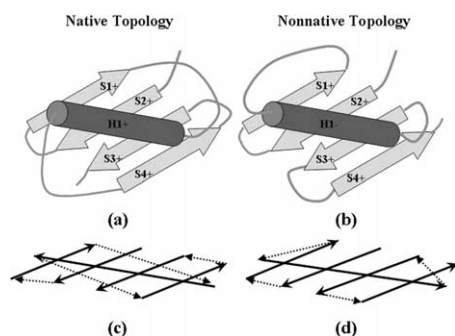 Native Topology
Nonnative Topology
S1+
S2+
H1+
S3+
S4+
S1+
S2+
H1-
S3+
S4+
(a)
(b)
(c)
(d)